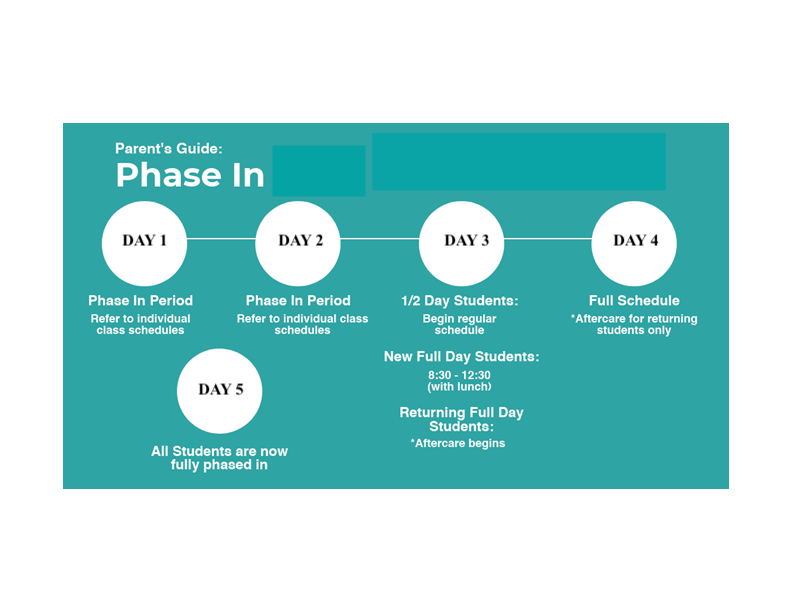 Parent's Guide:
Phase In
DAY 1
DAY 2
DAY 3
DAY 4
Phase In Period
Refer to individual
class schedules
Phase In Period
Refer to individual class
schedules
1/2 Day Students:
Begin regular
schedule
New Full Day Students:
8:30 - 12:30
(with lunch)
Returning Full Day
Students:
*Aftercare begins
Full Schedule
*Aftercare for returning
students only
DAY 5
All Students are now
fully phased in